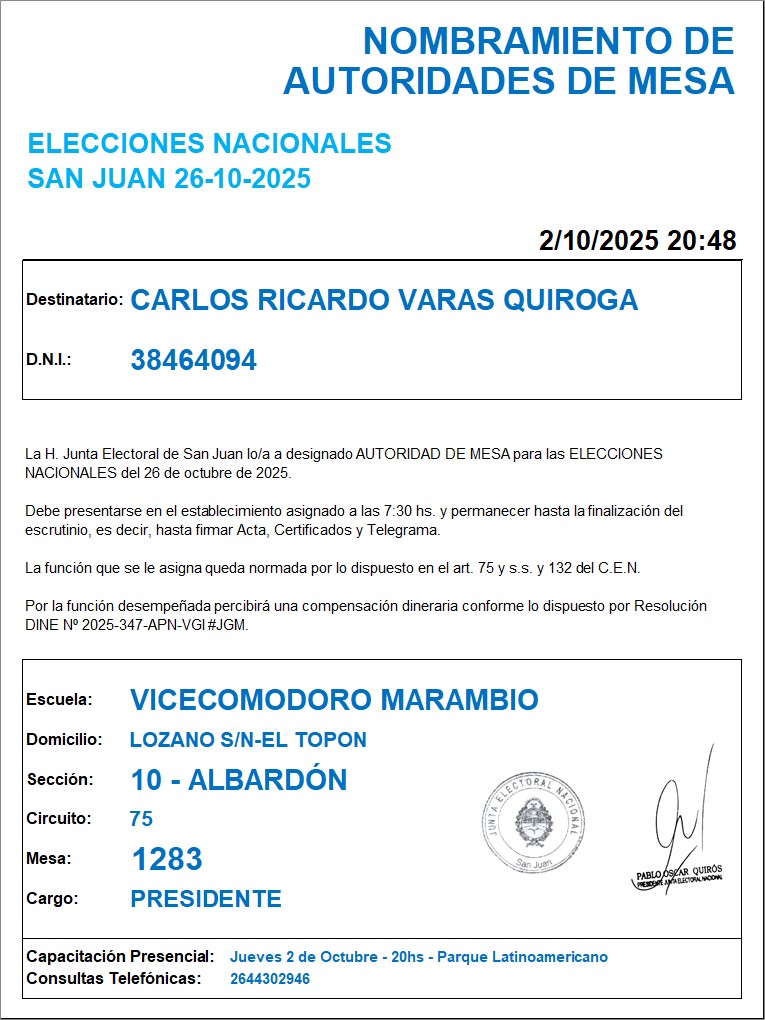 NOMBRAMIENTO DE
AUTORIDADES DE MESA
ELECCIONES NACIONALES
SAN JUAN 26-10-2025
2/10/2025 20:48
Destinatario: CARLOS RICARDO VARAS QUIROGA
D.N.I.: 38464094
La H. Junta Electoral de San Juan lo/a a designado AUTORIDAD DE MESA para las ELECCIONES
NACIONALES del 26 de octubre de 2025.
Debe presentarse en el establecimiento asignado a las 7:30 hs. y permanecer hasta la finalización del
escrutinio, es decir, hasta firmar Acta, Certificados y Telegrama.
La función que se le asigna queda normada por lo dispuesto en el art. 75 y s.s. y 132 del C.E.N.
Por la función desempeñada percibirá una compensación dineraria conforme lo dispuesto por Resolución
DINE Nº 2025-347-APN-VGI#JGM.
Escuela: VICECOMODORO MARAMBIO
Domicilio: LOZANO S/N-EL TOPON
Sección: 10 - ALBARDÓN
Circuito: 75
Mesa: 1283
Cargo: PRESIDENTE
JUNTA ELECTORAL NACIONAL
San Juan
PABLO OSCAR QUIRÓS
PRESIDENTE JUNTA ELECTORAL NACIONAL
Capacitación Presencial: Jueves 2 de Octubre - 20hs - Parque Latinoamericano
Consultas Telefónicas: 2644302946